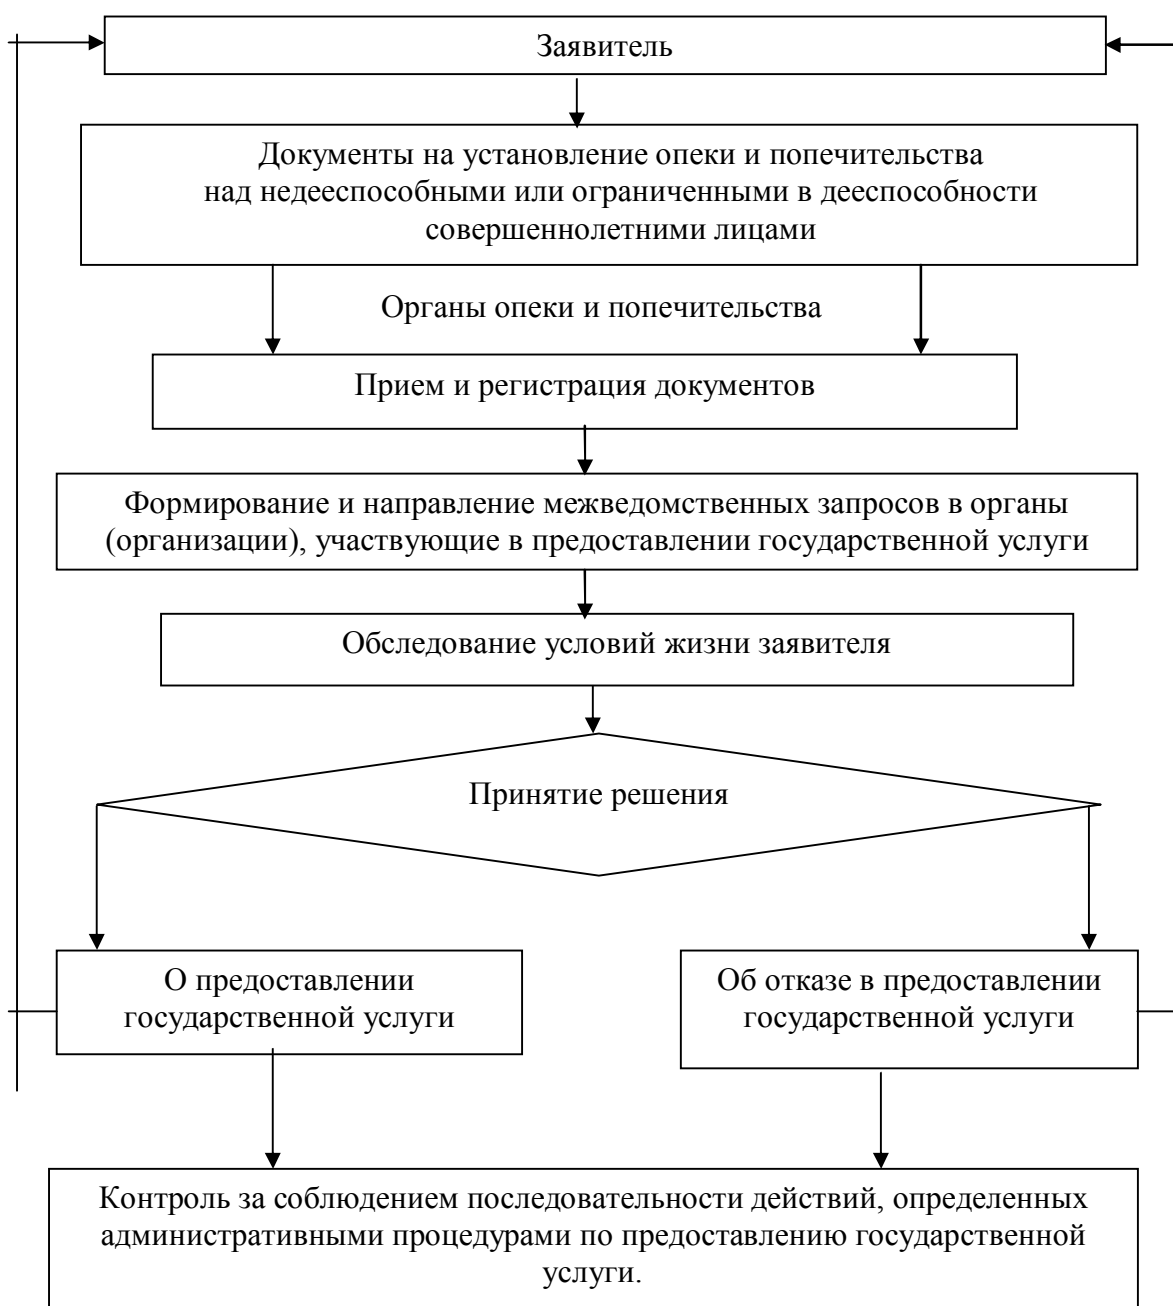 Заявитель
Документы на установление опеки и попечительства
над недееспособными или ограниченными в дееспособности
совершеннолетними лицами
Органы опеки и попечительства
Прием и регистрация документов
Формирование и направление межведомственных запросов в органы
(организации), участвующие в предоставлении государственной услуги
Обследование условий жизни заявителя
Принятие решения
О предоставлении
государственной услуги
Об отказе в предоставлении
государственной услуги
Контроль за соблюдением последовательности действий, определенных
административными процедурами по предоставлению государственной
услуги.